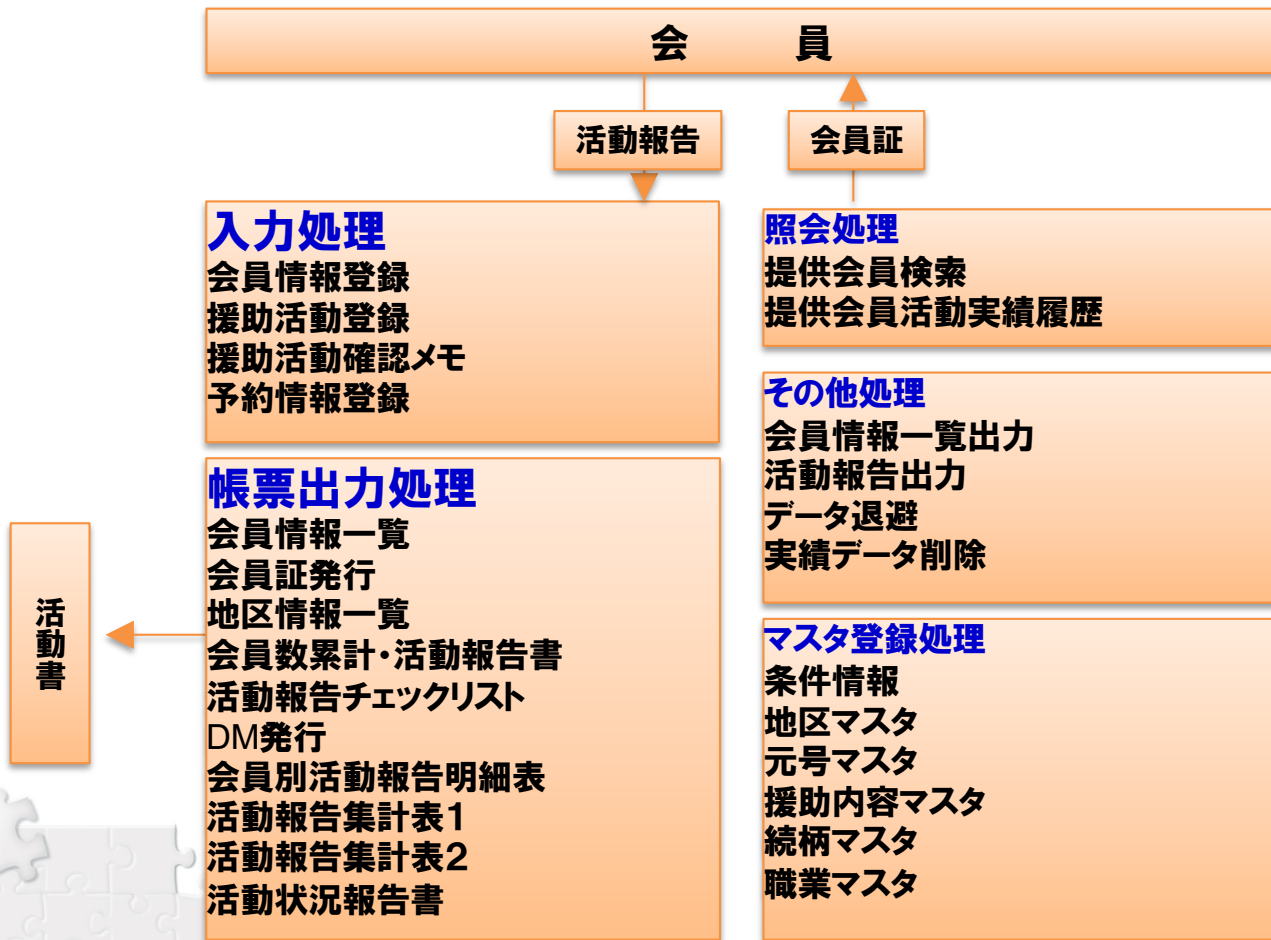 会　員
活動報告
会員証
入力処理
会員情報登録
援助活動登録
援助活動確認メモ
予約情報登録
照会処理
提供会員検索
提供会員活動実績履歴
帳票出力処理
会員情報一覧
会員証発行
地区情報一覧
会員数累計・活動報告書
活動報告チェックリスト
DM発行
会員別活動報告明細表
活動報告集計表1
活動報告集計表2
活動状況報告書
その他処理
会員情報一覧出力
活動報告出力
データ退避
実績データ削除
マスタ登録処理
条件情報
地区マスタ
元号マスタ
援助内容マスタ
続柄マスタ
職業マスタ
活動書